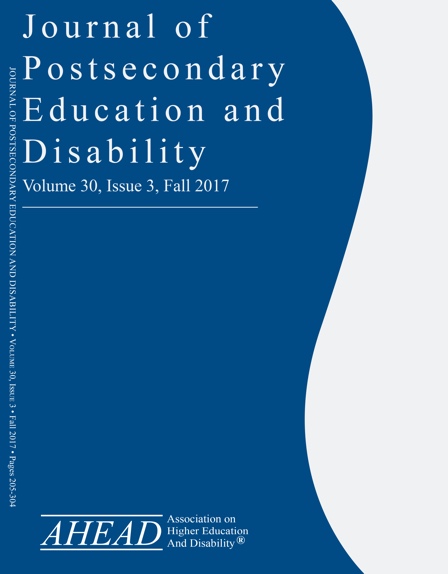 Journal of
Postsecondary
Education and
Disability
Volume 30, Issue 3, Fall 2017
JOURNAL OF POSTSECONDARY EDUCATION AND DISABILITY • Volume 30, Issue 3 • Fall 2017 • Pages 205-304
AHEAD
Association on
Higher Education
And Disability®